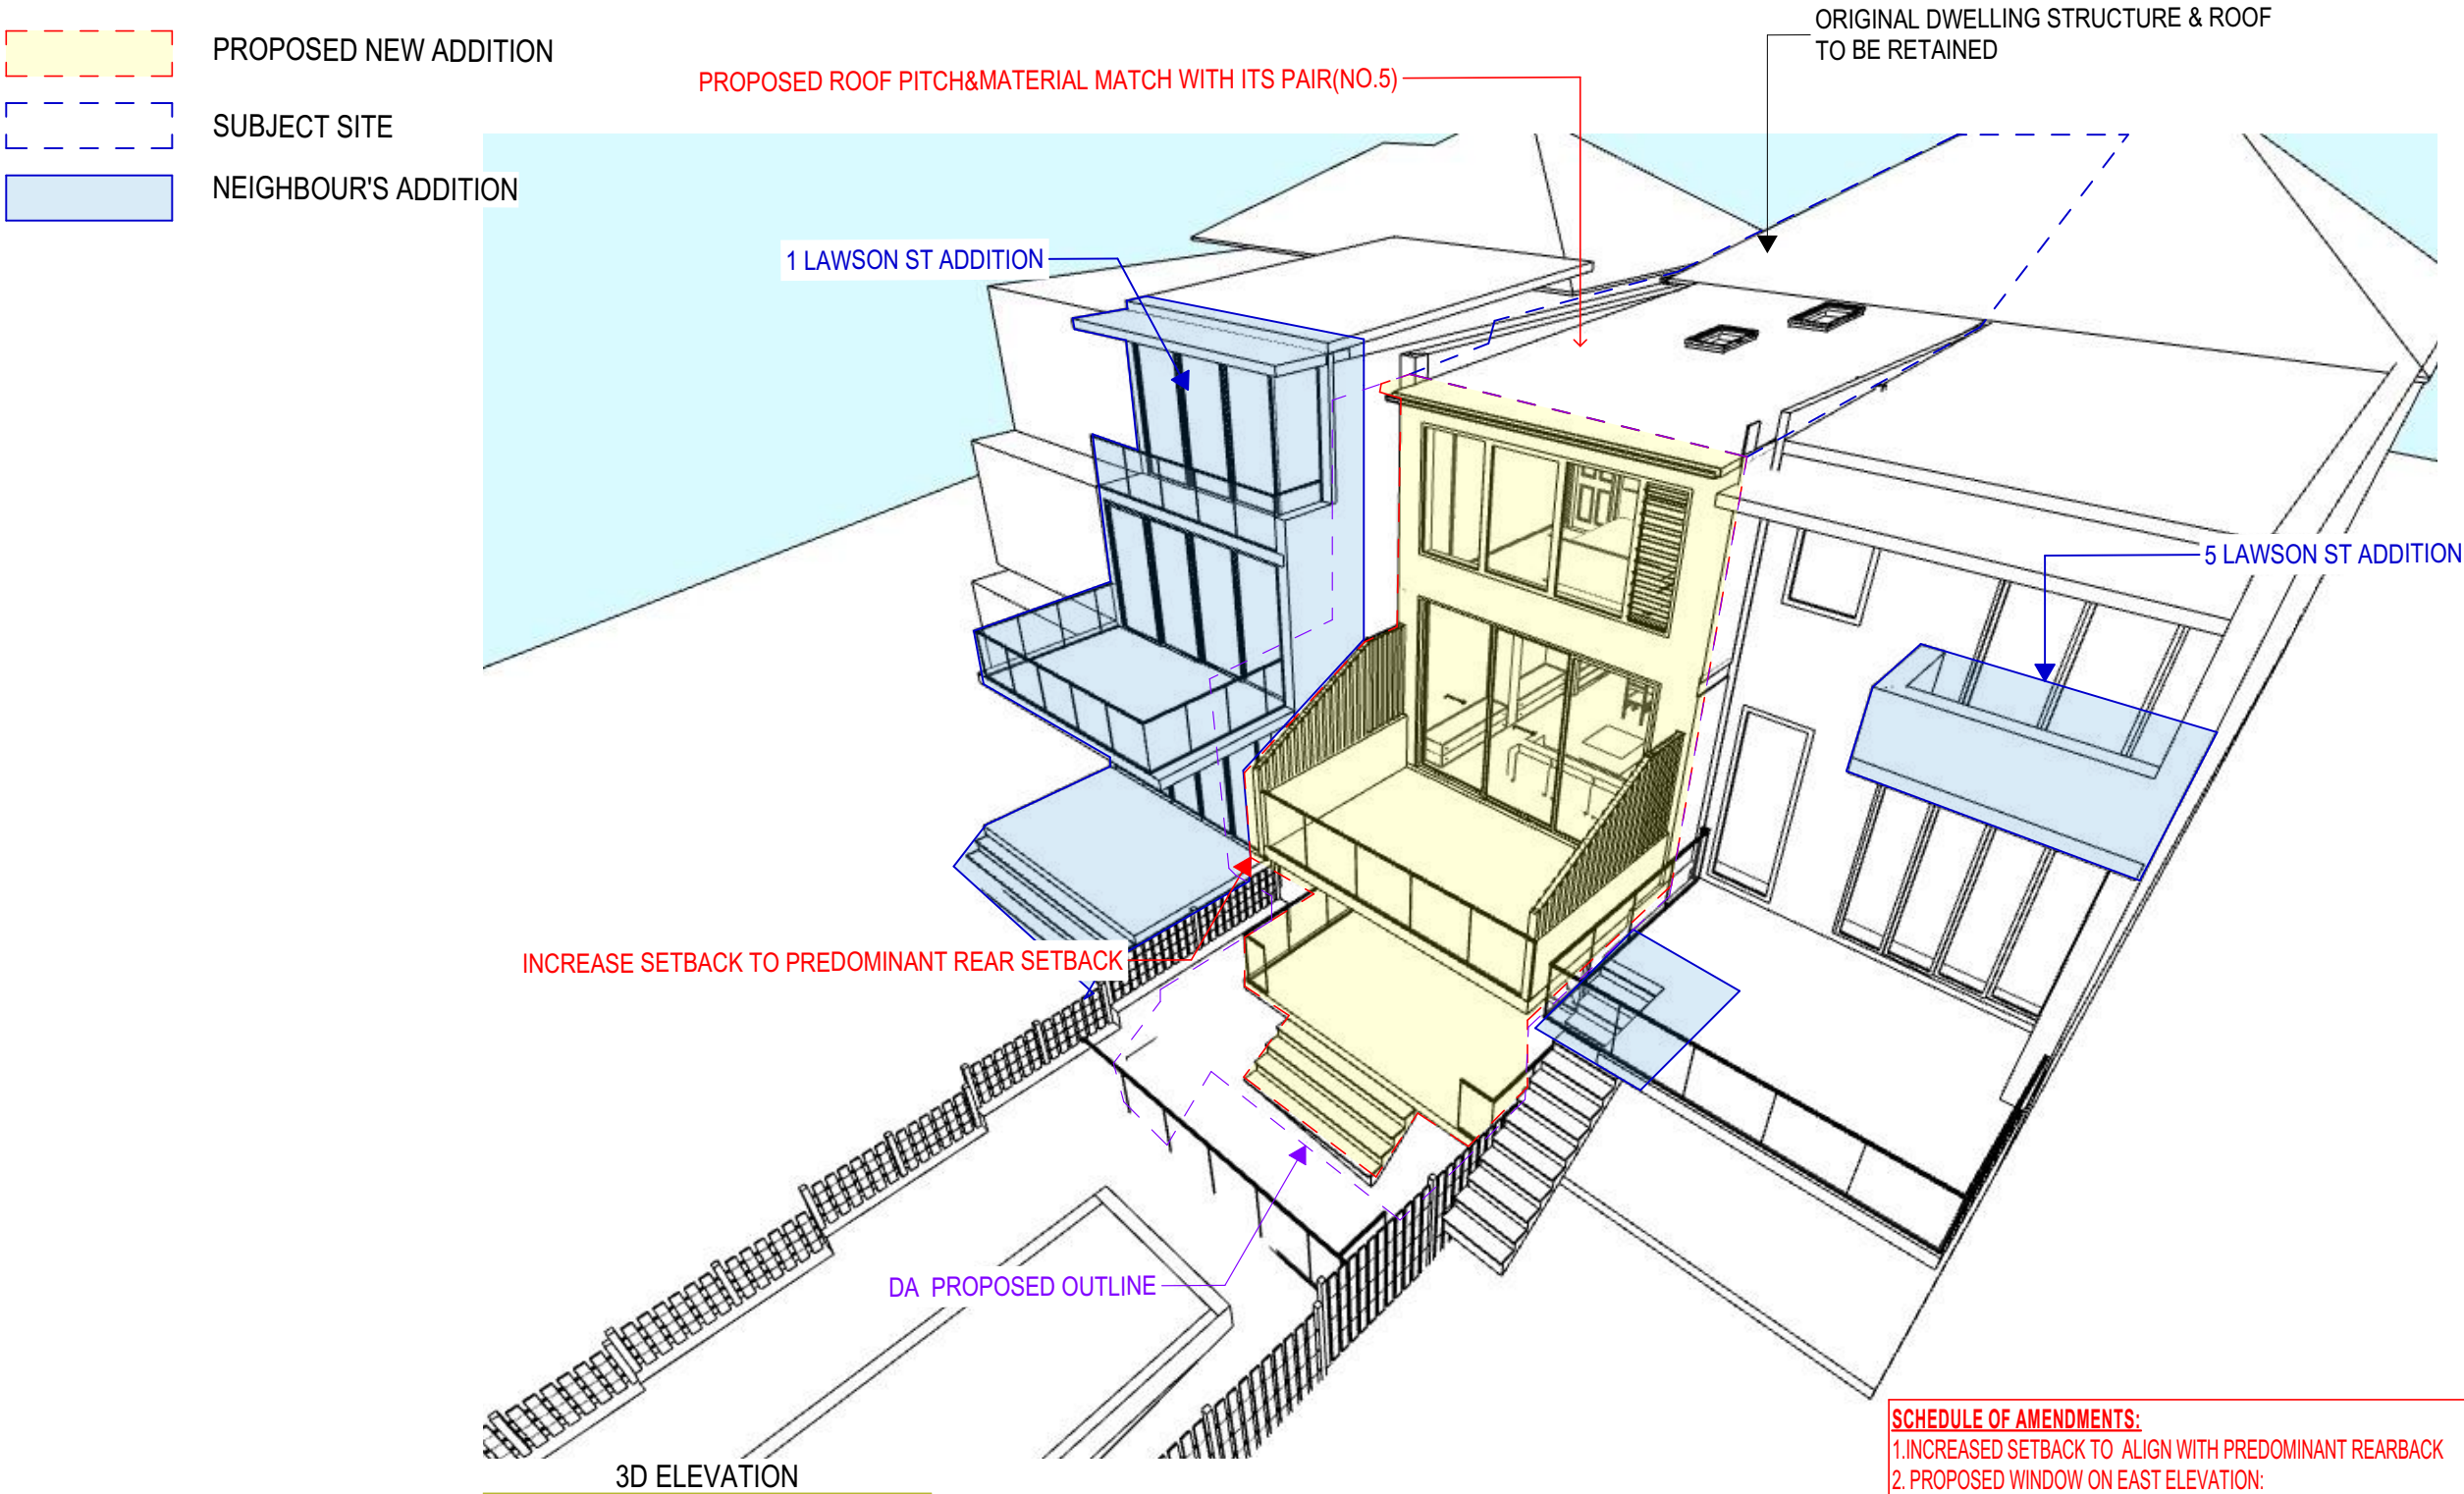 ORIGINAL DWELLING STRUCTURE & ROOF
TO BE RETAINED
PROPOSED NEW ADDITION
PROPOSED ROOF PITCH&MATERIAL MATCH WITH ITS PAIR(NO.5)
SUBJECT SITE
NEIGHBOUR'S ADDITION
1 LAWSON ST ADDITION
5 LAWSON ST ADDITION
INCREASE SETBACK TO PREDOMINANT REAR SETBACK
DA PROPOSED OUTLINE
SCHEDULE OF AMENDMENTS:
1.INCREASED SETBACK TO ALIGN WITH PREDOMINANT REARBACK
2. PROPOSED WINDOW ON EAST ELEVATION:
3D ELEVATION